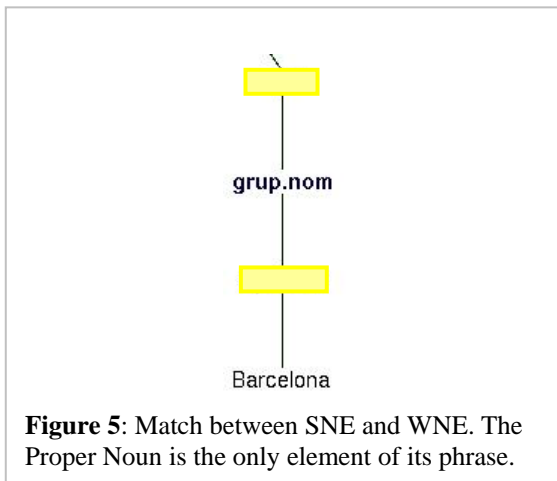 grup.nom
Barcelona
Figure 5: Match between SNE and WNE. The
Proper Noun is the only element of its phrase.